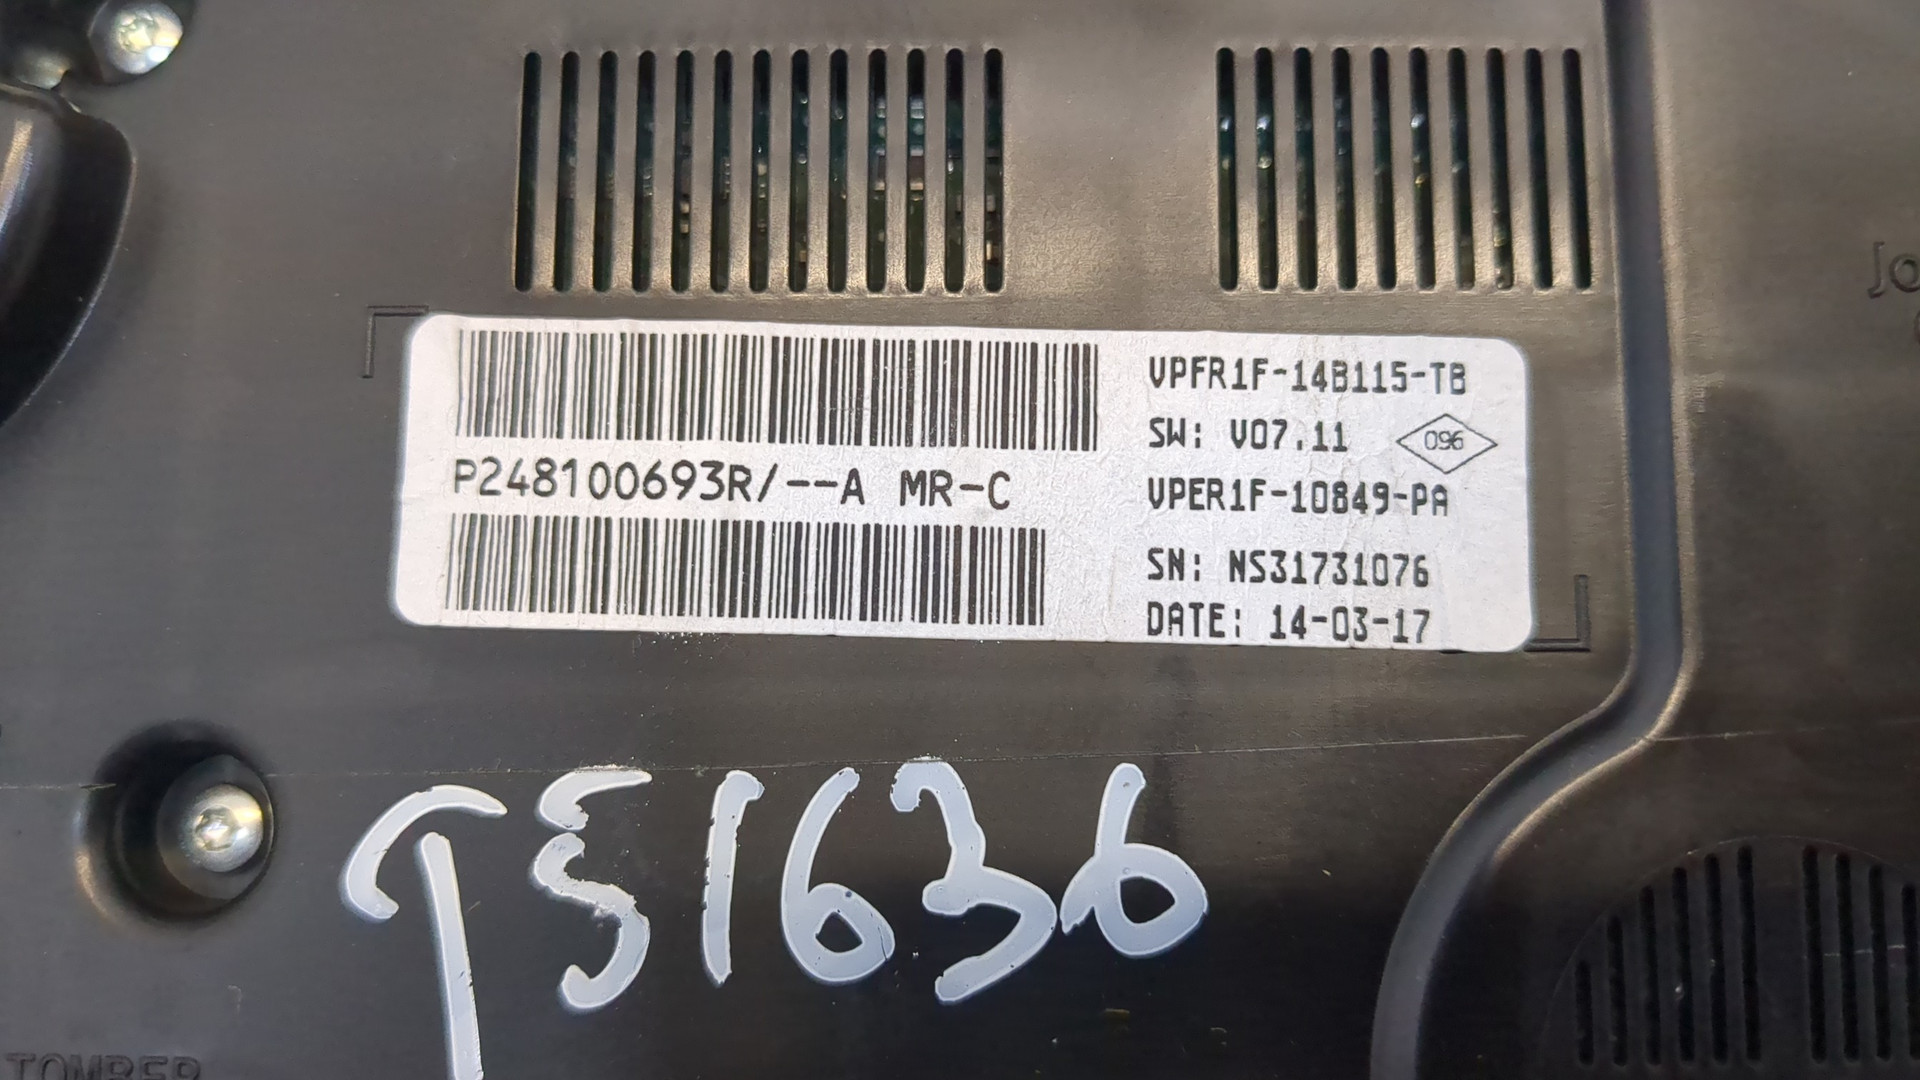 VPFR1F-14B115-TB
SW: V07.11
096
P248100693R/--A MR-C
VPER1F-10849-PA
SN: NS31731076
DATE: 14-03-17
TS1636